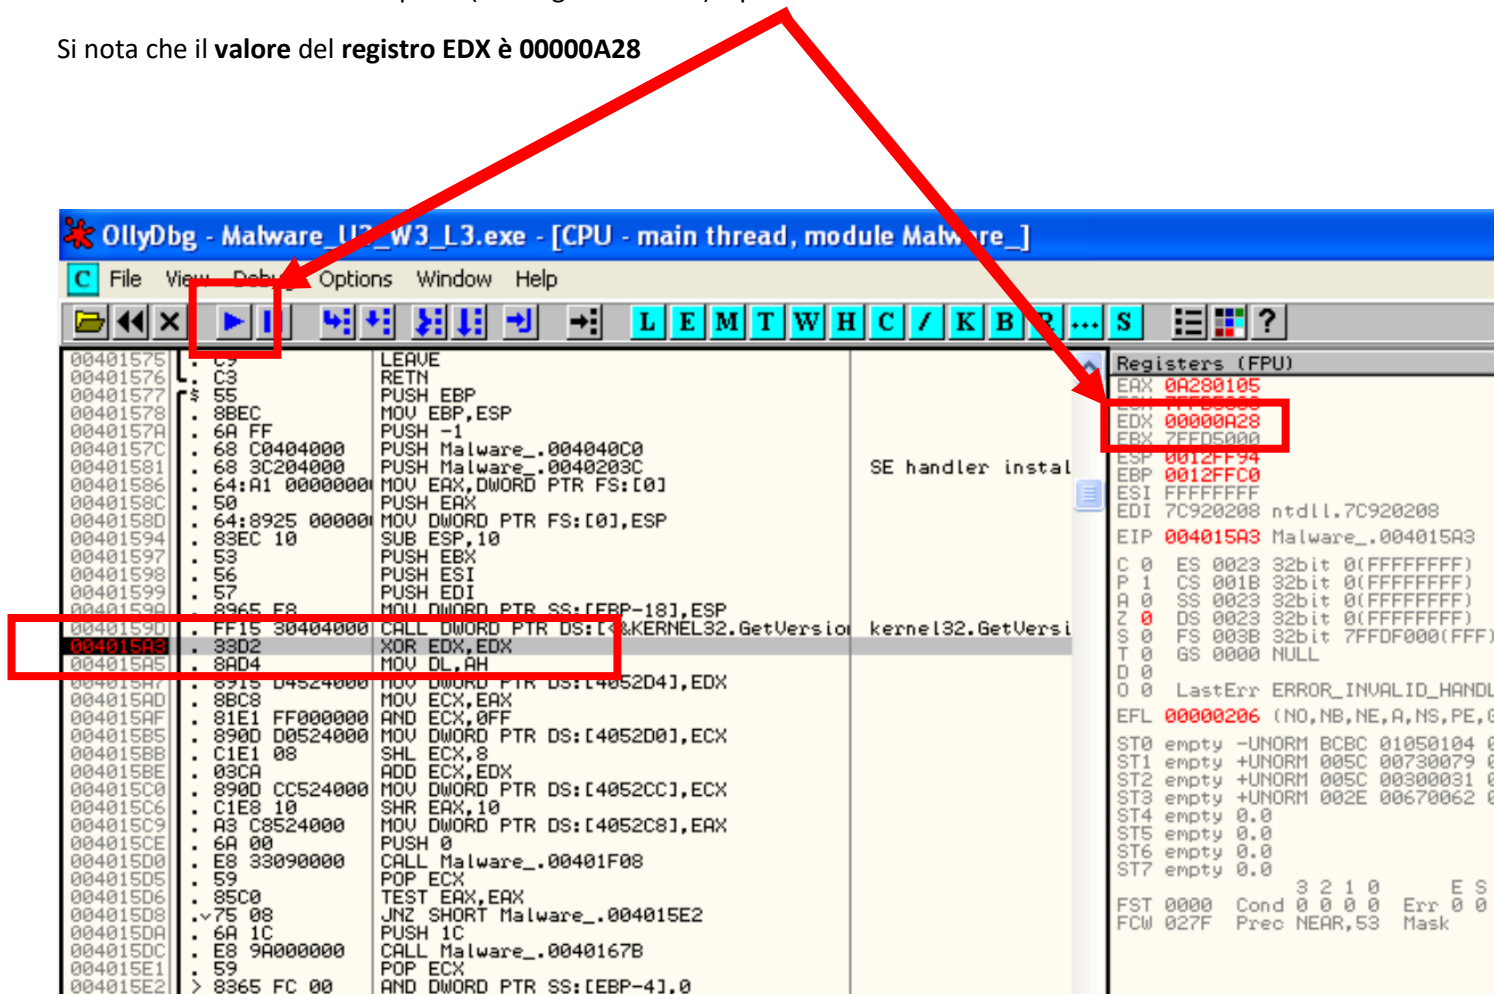 Si nota che il valore del registro EDX è 00000A28
OllyDbg - Malware_U3_W3_L3.exe - [CPU - main thread, module Malware_]
C File View Debug Options Window Help
L E M T W H C / K B R ... S ?
00401575 . C9 LEAVE
00401576 . C3 RETN
00401577 $ 55 PUSH EBP
00401578 . 8BEC MOV EBP,ESP
0040157A . 6A FF PUSH -1
0040157C . 68 C0404000 PUSH Malware_.004040C0
00401581 . 68 3C204000 PUSH Malware_.0040203C SE handler instal
00401586 . 64:A1 0000000 MOV EAX,DWORD PTR FS:[0]
0040158C . 50 PUSH EAX
0040158D . 64:8925 00000 MOV DWORD PTR FS:[0],ESP
00401594 . 83EC 10 SUB ESP,10
00401597 . 53 PUSH EBX
00401598 . 56 PUSH ESI
00401599 . 57 PUSH EDI
0040159A . 8965 E8 MOV DWORD PTR SS:[EBP-18],ESP
0040159D . FF15 30404000 CALL DWORD PTR DS:[<&KERNEL32.GetVersio kernel32.GetVersi
004015A3 . 33D2 XOR EDX,EDX
004015A5 . 8AD4 MOV DL,AH
004015A7 . 8915 D4524000 MOV DWORD PTR DS:[4052D4],EDX
004015AD . 8BC8 MOV ECX,EAX
004015AF . 81E1 FF000000 AND ECX,0FF
004015B5 . 890D D0524000 MOV DWORD PTR DS:[4052D0],ECX
004015BB . C1E1 08 SHL ECX,8
004015BE . 03CA ADD ECX,EDX
004015C0 . 890D CC524000 MOV DWORD PTR DS:[4052CC],ECX
004015C6 . C1E8 10 SHR EAX,10
004015C9 . A3 C8524000 MOV DWORD PTR DS:[4052C8],EAX
004015CE . 6A 00 PUSH 0
004015D0 . E8 33090000 CALL Malware_.00401F08
004015D5 . 59 POP ECX
004015D6 . 85C0 TEST EAX,EAX
004015D8 . 75 08 JNZ SHORT Malware_.004015E2
004015DA . 6A 1C PUSH 1C
004015DC . E8 9A000000 CALL Malware_.0040167B
004015E1 . 59 POP ECX
004015E2 > 8365 FC 00 AND DWORD PTR SS:[EBP-4],0
Registers (FPU)
EAX 0A280105
EDX 00000A28
EBX 7FFD5000
ESP 0012FF94
EBP 0012FFC0
ESI FFFFFFFF
EDI 7C920208 ntdll.7C920208
EIP 004015A3 Malware_.004015A3
C 0 ES 0023 32bit 0(FFFFFFFF)
P 1 CS 001B 32bit 0(FFFFFFFF)
A 0 SS 0023 32bit 0(FFFFFFFF)
Z 0 DS 0023 32bit 0(FFFFFFFF)
S 0 FS 003B 32bit 7FFDF000(FFF)
T 0 GS 0000 NULL
D 0
O 0 LastErr ERROR_INVALID_HANDL
EFL 00000206 (NO,NB,NE,A,NS,PE,G
ST0 empty -UNORM BCBC 01050104 0
ST1 empty +UNORM 005C 00730079 0
ST2 empty +UNORM 005C 00300031 0
ST3 empty +UNORM 002E 00670062 0
ST4 empty 0.0
ST5 empty 0.0
ST6 empty 0.0
ST7 empty 0.0
3 2 1 0 E S
FST 0000 Cond 0 0 0 0 Err 0 0
FCW 027F Prec NEAR,53 Mask